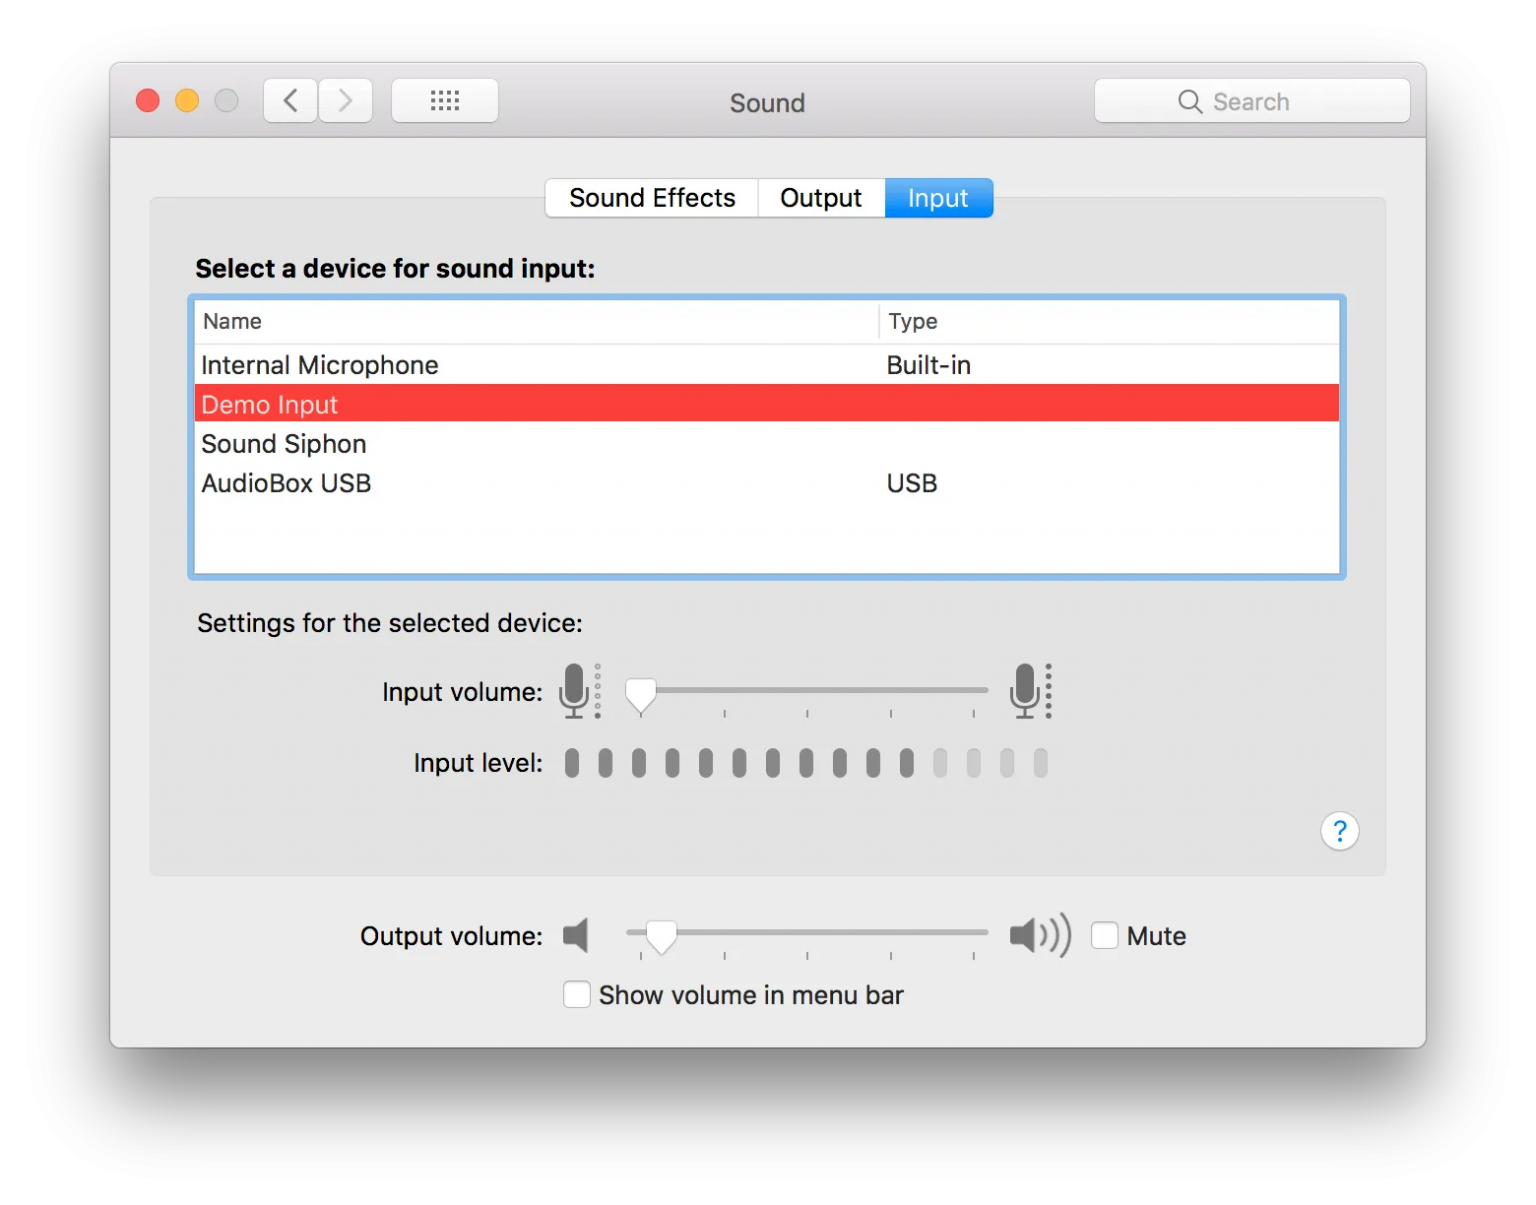 Sound
Search
Sound Effects Output Input
Select a device for sound input:
Name Type
Internal Microphone Built-in
Demo Input
Sound Siphon
AudioBox USB USB
Settings for the selected device:
Input volume:
Input level:
?
Output volume: Mute
Show volume in menu bar